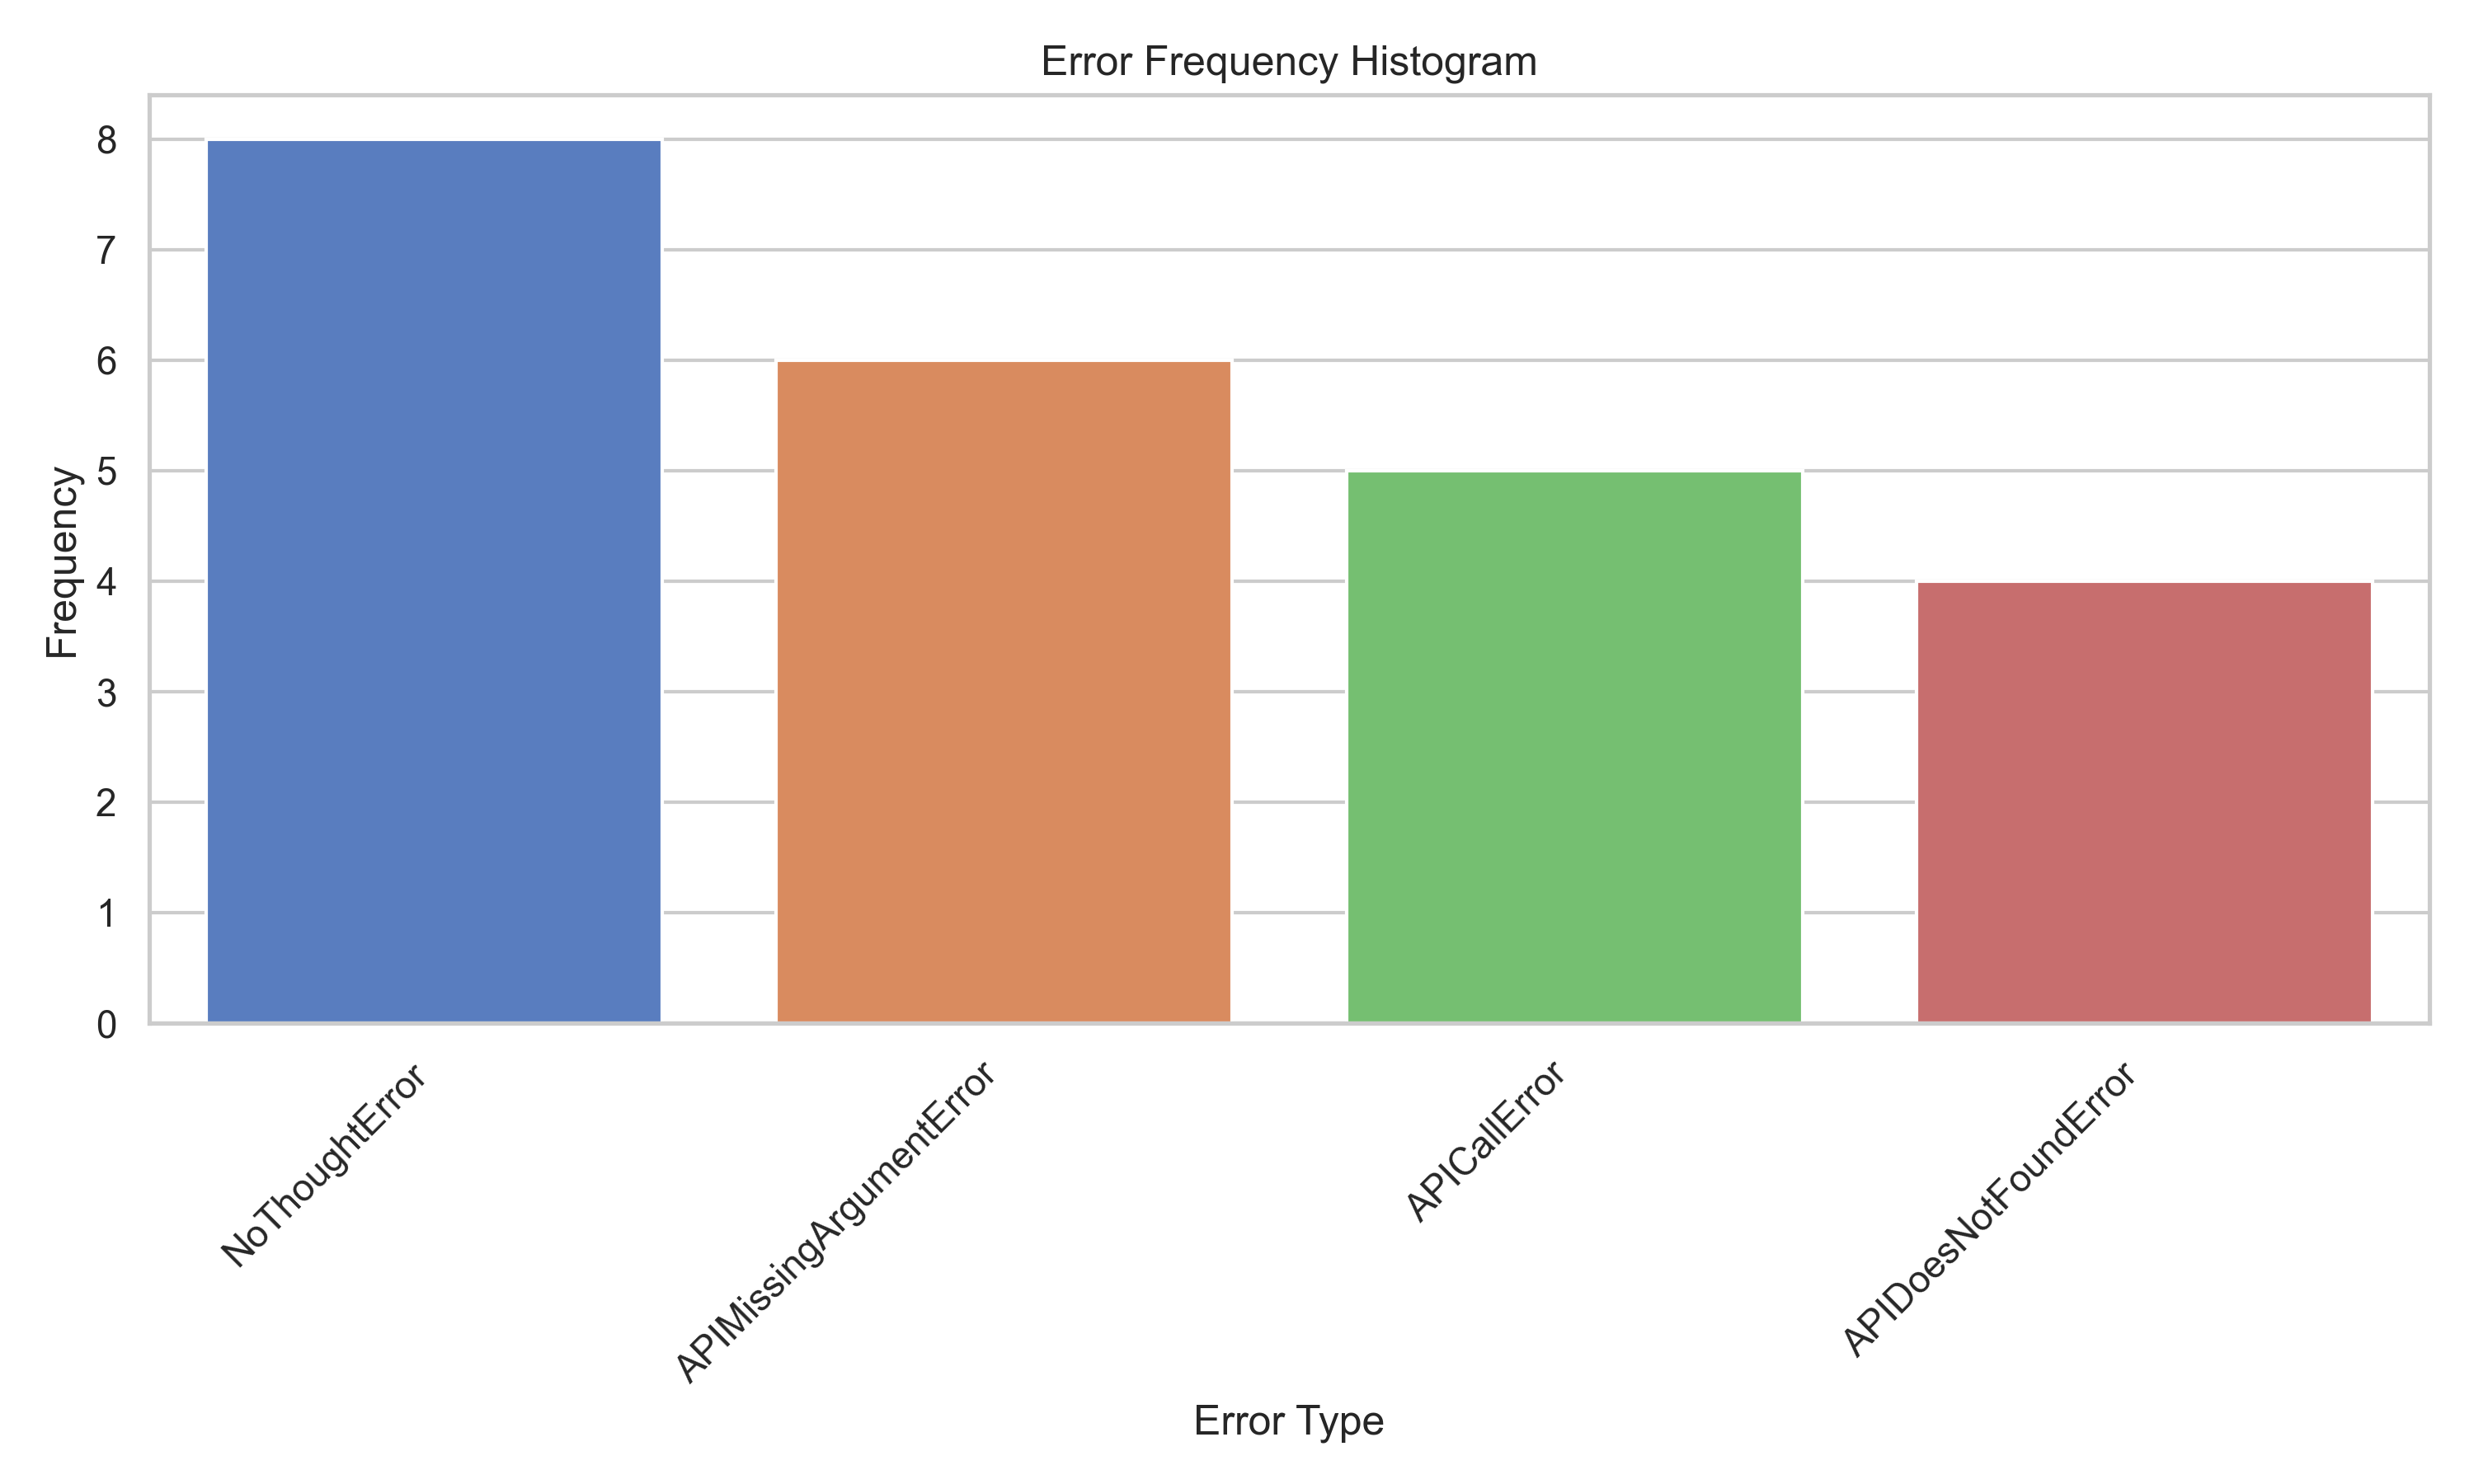 Error Frequency Histogram
Frequency
8
7
6
5
4
3
2
1
0
NoThoughtError
APIMissingArgumentError
APICallError
APIDoesNotFoundError
Error Type